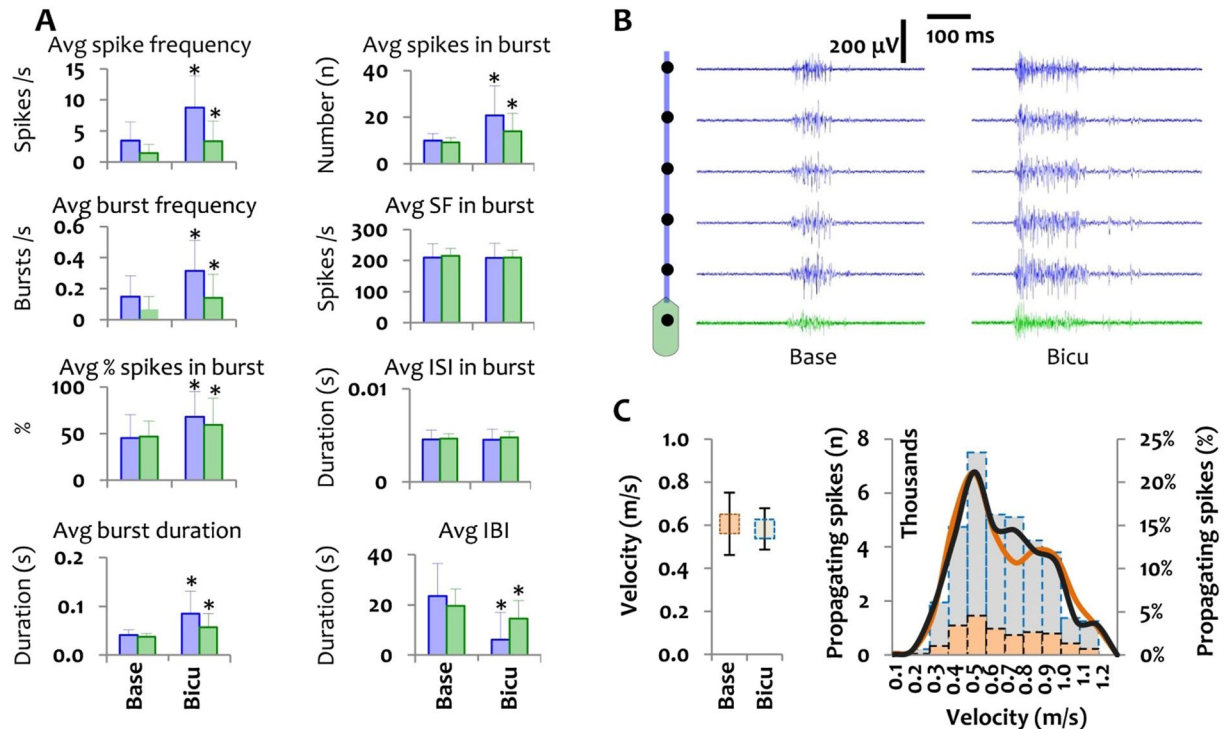 A
Avg spike frequency
Spikes /s
15
10
5
0
*
*
Avg spikes in burst
Number (n)
40
20
0
*
*
Avg burst frequency
Bursts /s
0.6
0.4
0.2
0
*
*
Avg SF in burst
Spikes /s
300
200
100
0
Avg % spikes in burst
%
100
50
0
* *
Avg ISI in burst
Duration (s)
0.01
0.00
Avg burst duration
Duration (s)
0.2
0.1
0.0
*
*
Base
Bicu
Avg IBI
Duration (s)
40
20
0
* *
Base
Bicu
B
200 µV
100 ms
Base
Bicu
C
Velocity (m/s)
1.0
0.8
0.6
0.4
0.2
0.0
Base
Bicu
Propagating spikes (n)
Thousands
8
6
4
2
0
25%
20%
15%
10%
5%
0%
Propagating spikes (%)
0.1 0.2 0.3 0.4 0.5 0.6 0.7 0.8 0.9 1.0 1.1 1.2
Velocity (m/s)